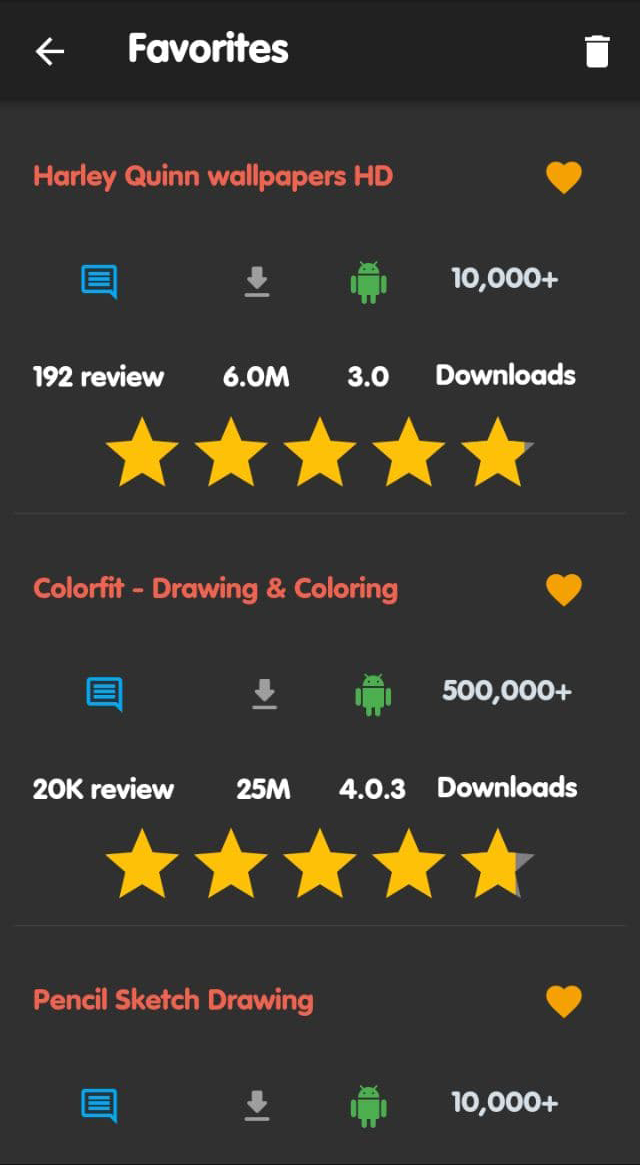 Favorites
Harley Quinn wallpapers HD
10,000+
192 review 6.0M 3.0 Downloads
Colorfit - Drawing & Coloring
500,000+
20K review 25M 4.0.3 Downloads
Pencil Sketch Drawing
10,000+